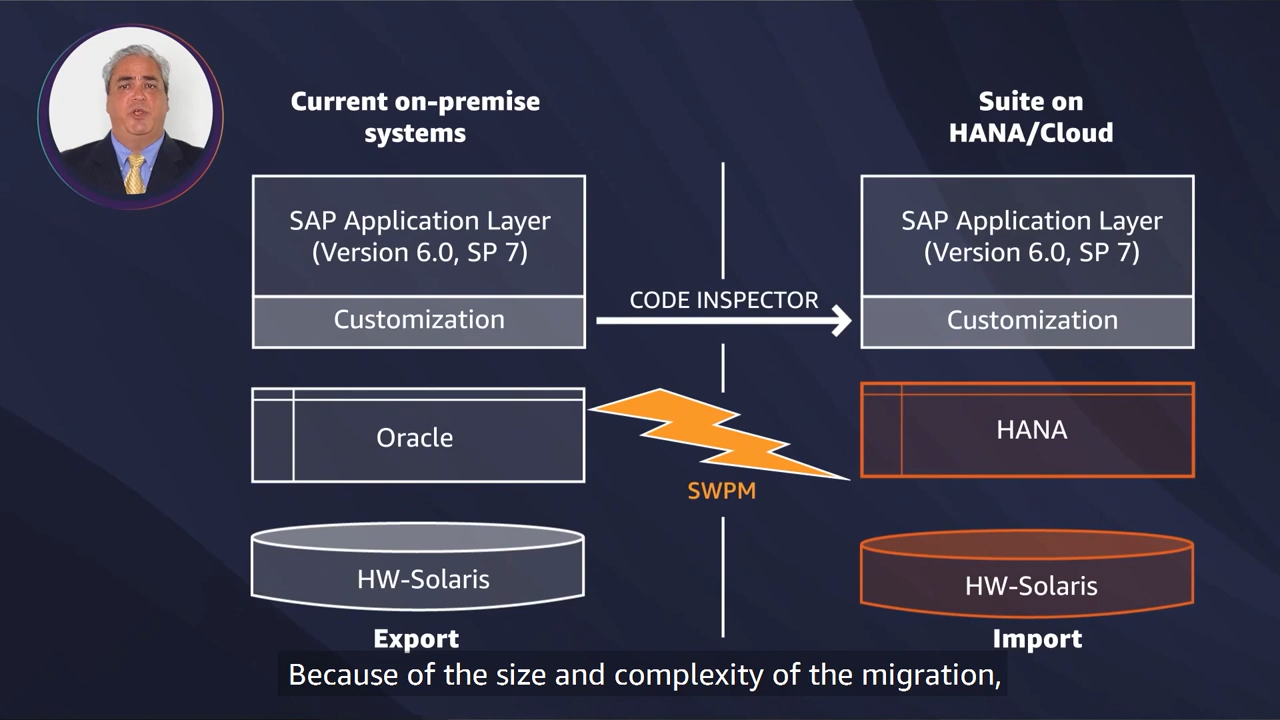 Current on-premise
systems
SAP Application Layer
(Version 6.0, SP 7)
Customization
Oracle
HW-Solaris
Export
CODE INSPECTOR
SWPM
Suite on
HANA/Cloud
SAP Application Layer
(Version 6.0, SP 7)
Customization
HANA
HW-Solaris
Import
Because of the size and complexity of the migration,